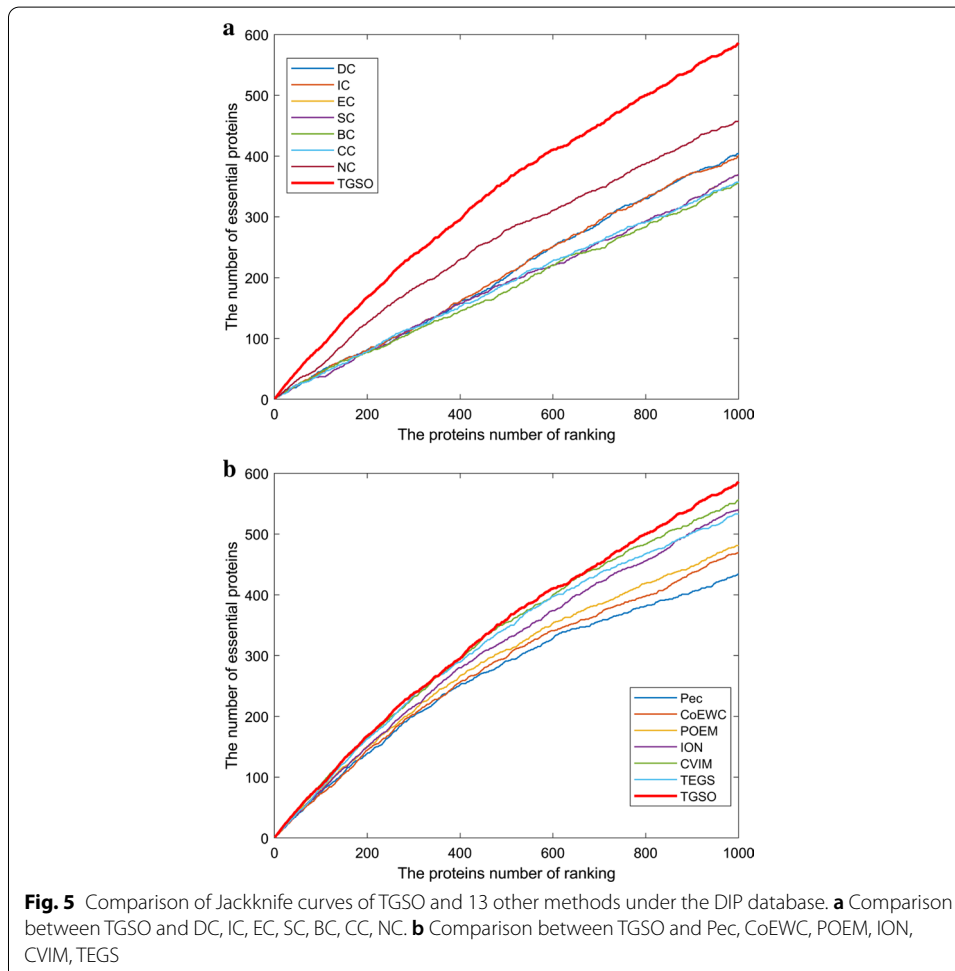 a
600
500
400
300
200
100
0
The number of essential proteins
DC
IC
EC
SC
BC
CC
NC
TGSO
0 200 400 600 800 1000
The proteins number of ranking
b
600
500
400
300
200
100
0
The number of essential proteins
Pec
CoEWC
POEM
ION
CVIM
TEGS
TGSO
0 200 400 600 800 1000
The proteins number of ranking
Fig. 5 Comparison of Jackknife curves of TGSO and 13 other methods under the DIP database. a Comparison
between TGSO and DC, IC, EC, SC, BC, CC, NC. b Comparison between TGSO and Pec, CoEWC, POEM, ION,
CVIM, TEGS